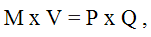 M x V = P x Q ,